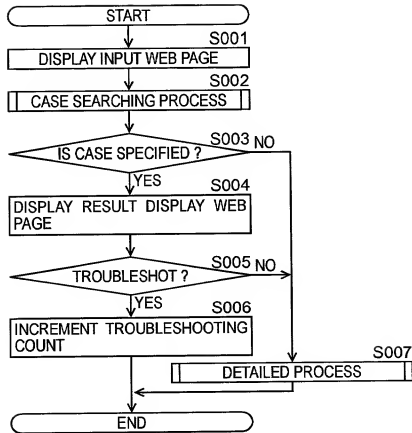 START
S001
DISPLAY INPUT WEB PAGE
S002
CASE SEARCHING PROCESS
S003 NO
IS CASE SPECIFIED ?
YES
S004
DISPLAY RESULT DISPLAY WEB
PAGE
S005 NO
TROUBLESHOT ?
YES
S006
INCREMENT TROUBLESHOOTING
COUNT
S007
DETAILED PROCESS
END